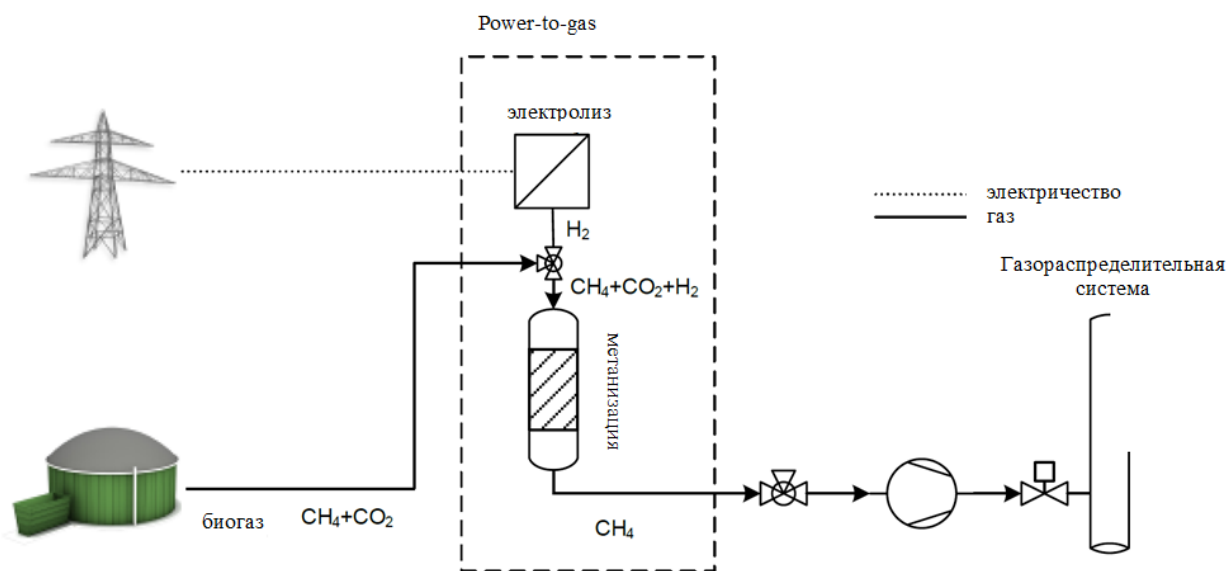 Power-to-gas
электролиз
H₂
CH₄+CO₂+H₂
метанизация
биогаз
CH₄+CO₂
CH₄
электричество
газ
Газораспределительная
система